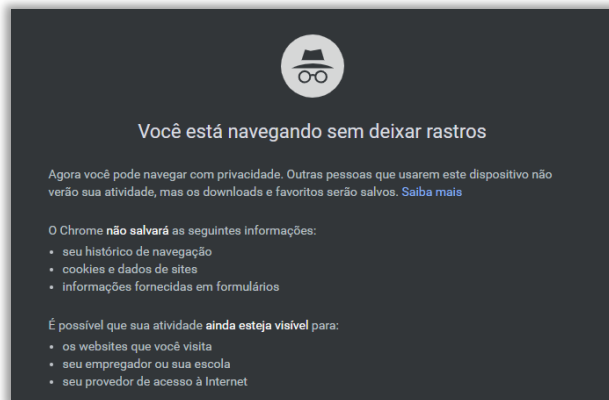 Você está navegando sem deixar rastros
Agora você pode navegar com privacidade. Outras pessoas que usarem este dispositivo não
verão sua atividade, mas os downloads e favoritos serão salvos. Saiba mais
O Chrome não salvará as seguintes informações:
• seu histórico de navegação
• cookies e dados de sites
• informações fornecidas em formulários
É possível que sua atividade ainda esteja visível para:
• os websites que você visita
• seu empregador ou sua escola
• seu provedor de acesso à Internet